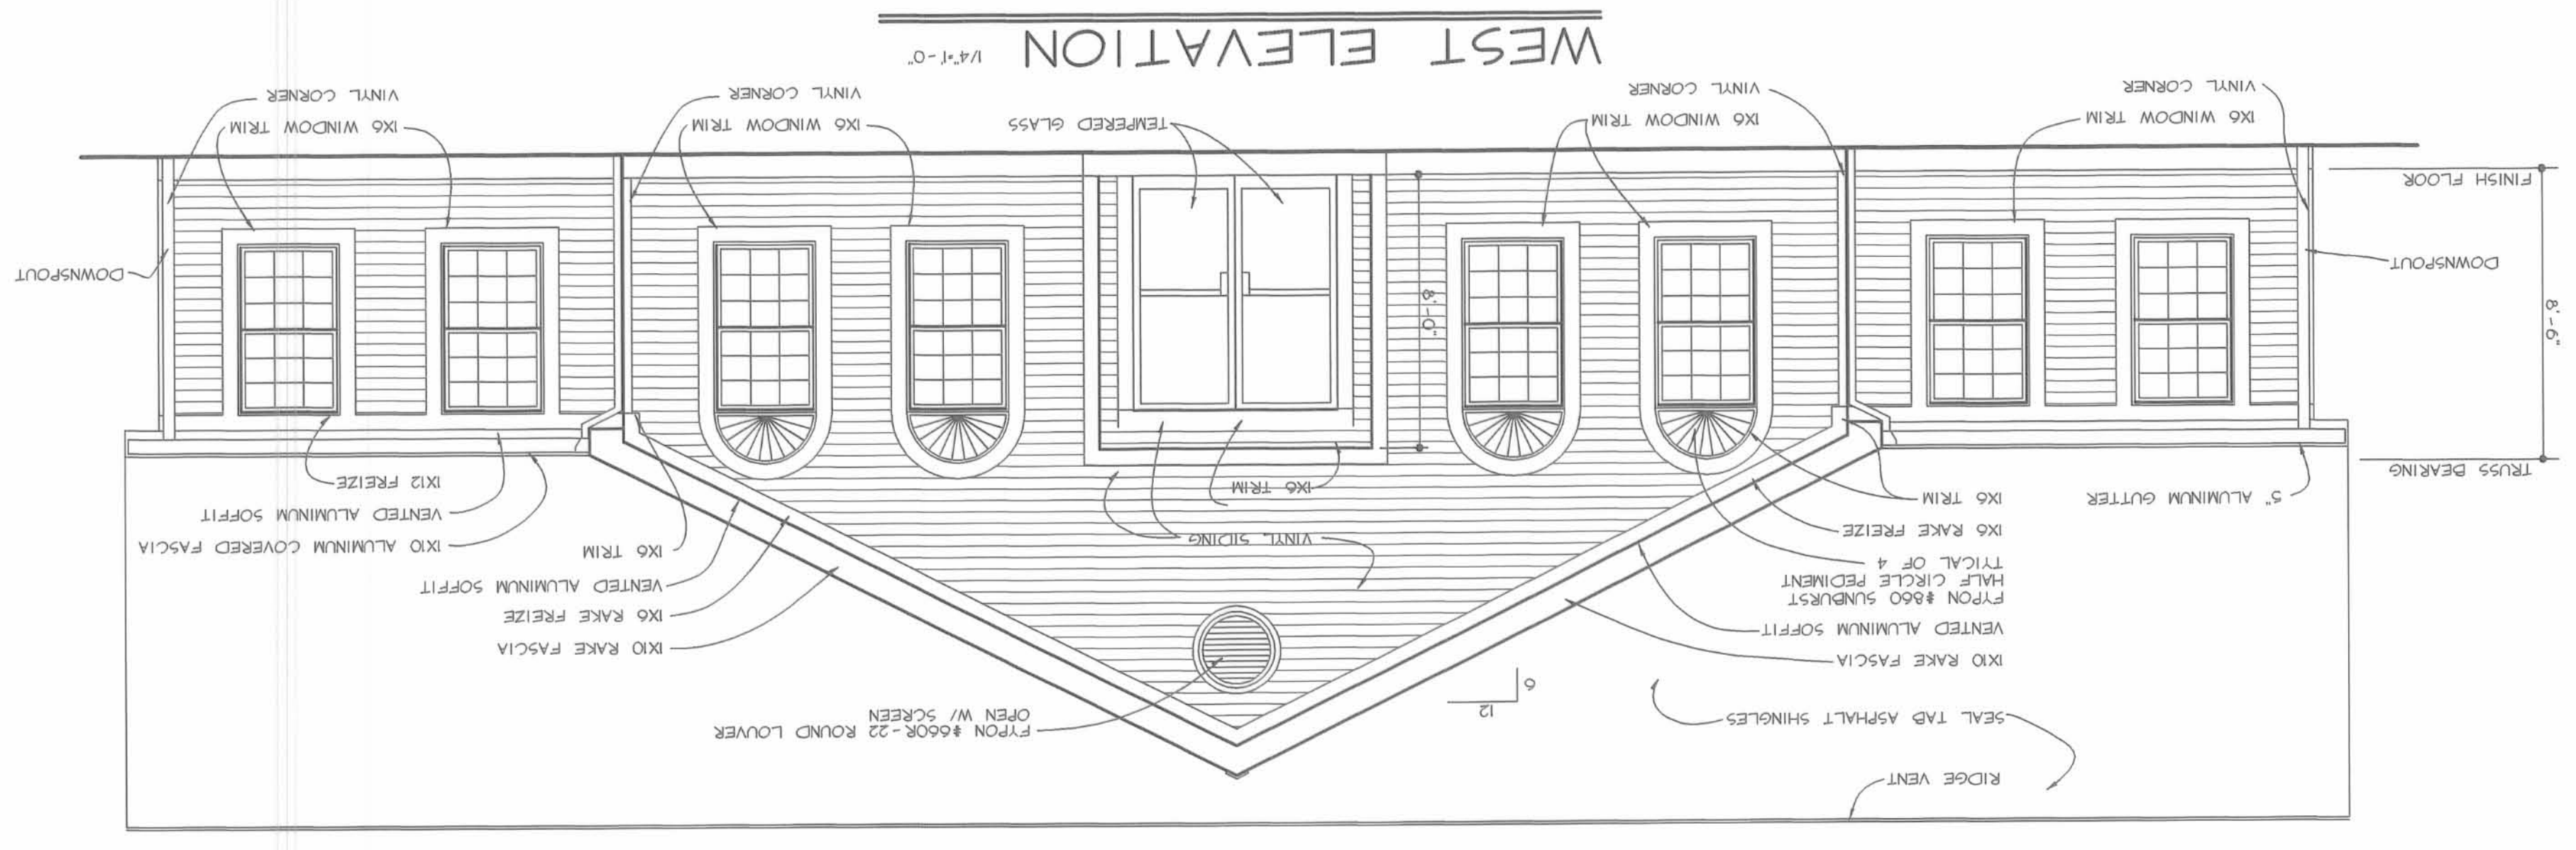 RIDGE VENT
SEAL TAB ASPHALT SHINGLES
12
6
FYPON #660R-22 ROUND LOUVER
OPEN W/ SCREEN
1X10 RAKE FASCIA
VENTED ALUMINUM SOFFIT
FYPON #860 SUNBURST
HALF CIRCLE PEDIMENT
TYICAL OF 4
1X6 RAKE FREIZE
1X6 TRIM
1X10 RAKE FASCIA
1X6 RAKE FREIZE
VENTED ALUMINUM SOFFIT
1X6 TRIM
VINYL SIDING
1X6 TRIM
1X10 ALUMINUM COVERED FASCIA
VENTED ALUMINUM SOFFIT
1X12 FREIZE
5" ALUMINUM GUTTER
TRUSS BEARING
8'-6"
8'-0"
DOWNSPOUT
DOWNSPOUT
FINISH FLOOR
1X6 WINDOW TRIM
VINYL CORNER
1X6 WINDOW TRIM
VINYL CORNER
TEMPERED GLASS
1X6 WINDOW TRIM
VINYL CORNER
1X6 WINDOW TRIM
VINYL CORNER
WEST ELEVATION 1/4"=1'-0"